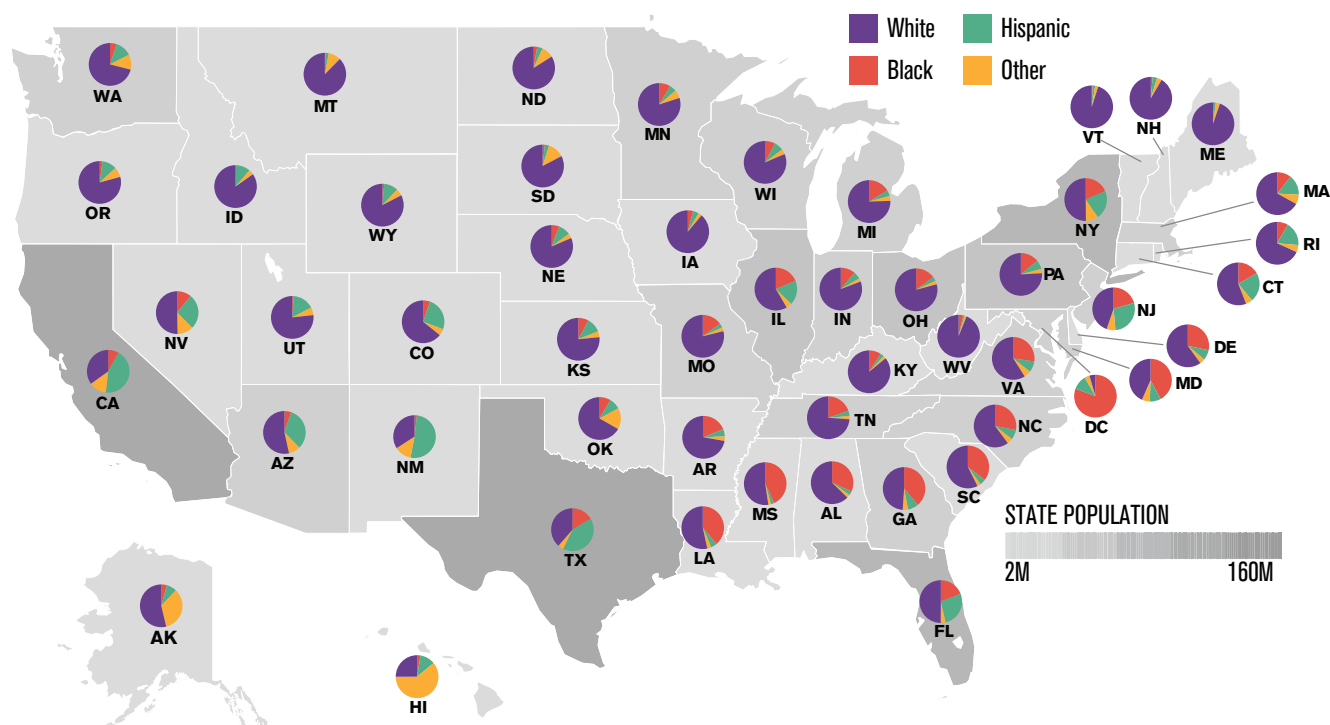 White
Hispanic
Black
Other
WA
MT
ND
MN
VT
NH
ME
OR
ID
WY
SD
WI
MI
NY
MA
RI
CT
NE
IA
PA
NJ
NV
UT
CO
KS
MO
IL
IN
OH
WV
KY
VA
DE
MD
DC
CA
AZ
NM
OK
AR
TN
NC
SC
MS
AL
GA
LA
TX
FL
AK
HI
STATE POPULATION
2M
160M